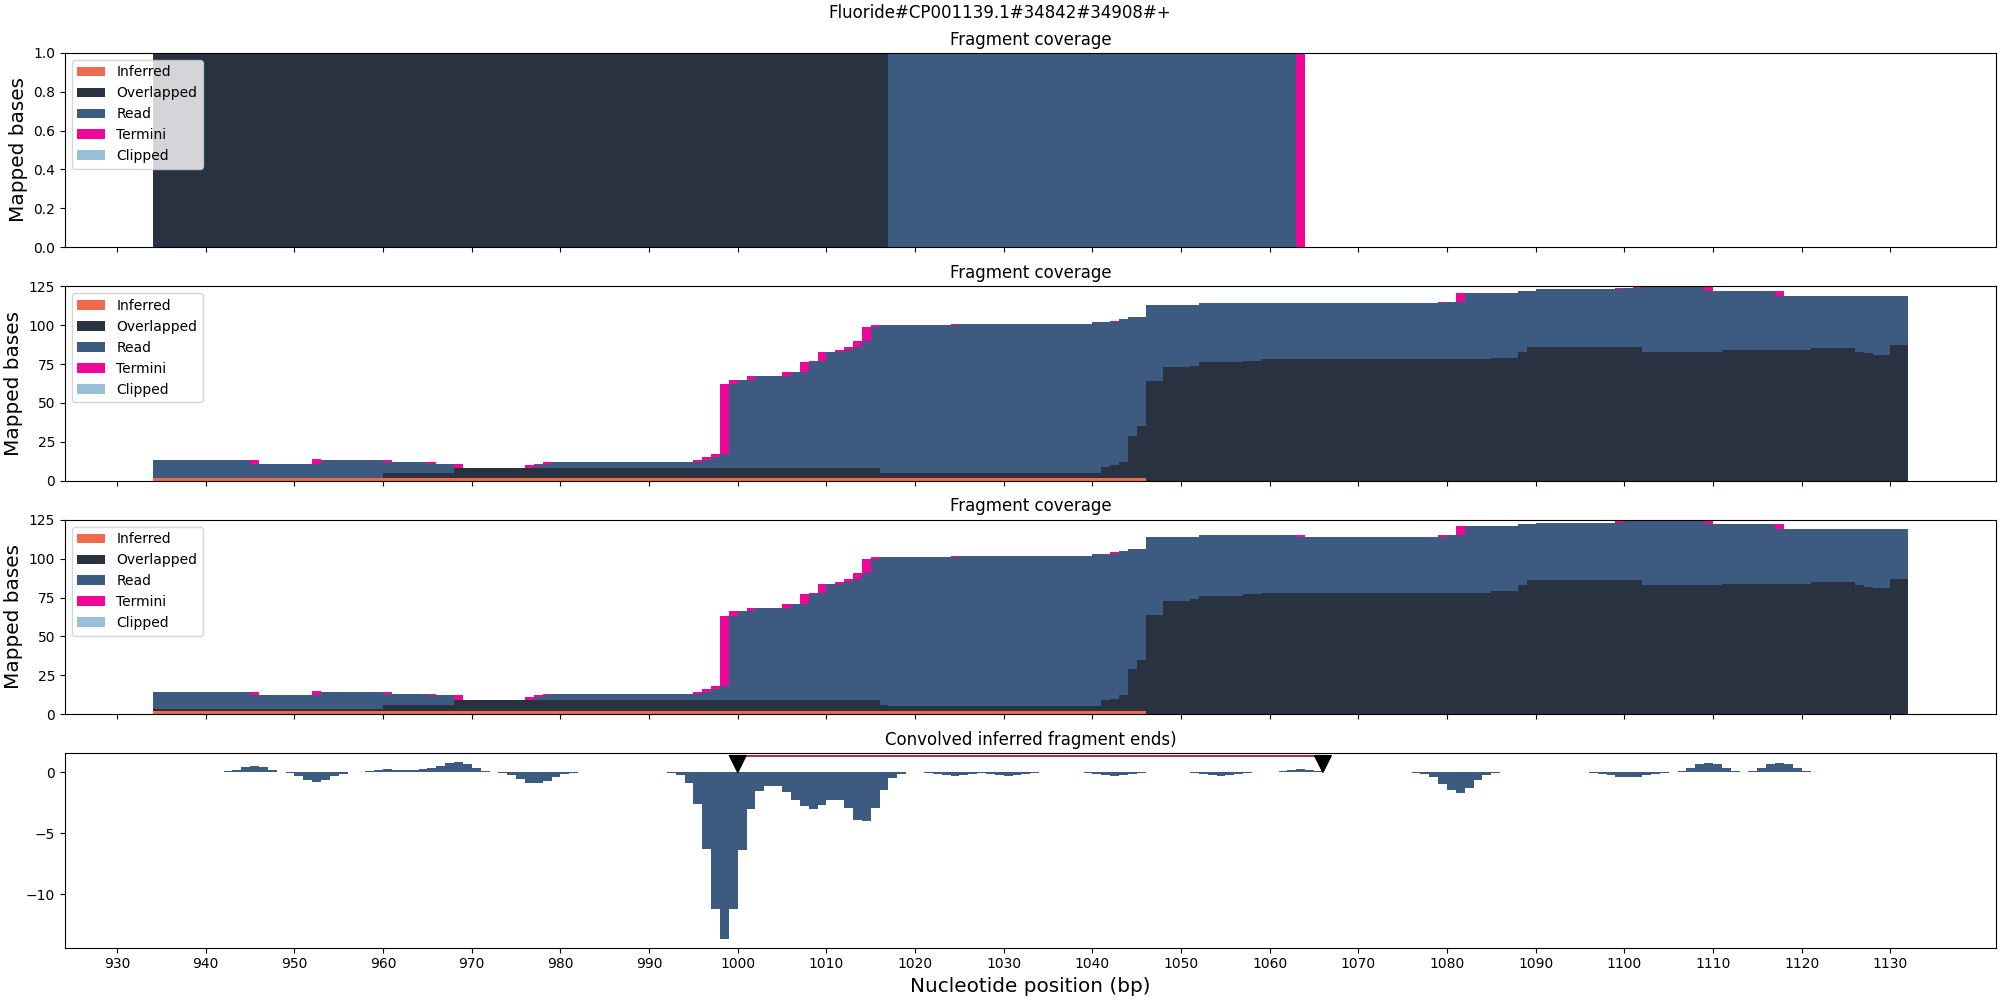 Fluoride#CP001139.1#34842#34908#+
Fragment coverage
Mapped bases
1.0
0.8
0.6
0.4
0.2
0.0
Inferred
Overlapped
Read
Termini
Clipped
Fragment coverage
Mapped bases
125
100
75
50
25
0
Inferred
Overlapped
Read
Termini
Clipped
Fragment coverage
Mapped bases
125
100
75
50
25
0
Inferred
Overlapped
Read
Termini
Clipped
Convolved inferred fragment ends)
0
−5
−10
930 940 950 960 970 980 990 1000 1010 1020 1030 1040 1050 1060 1070 1080 1090 1100 1110 1120 1130
Nucleotide position (bp)